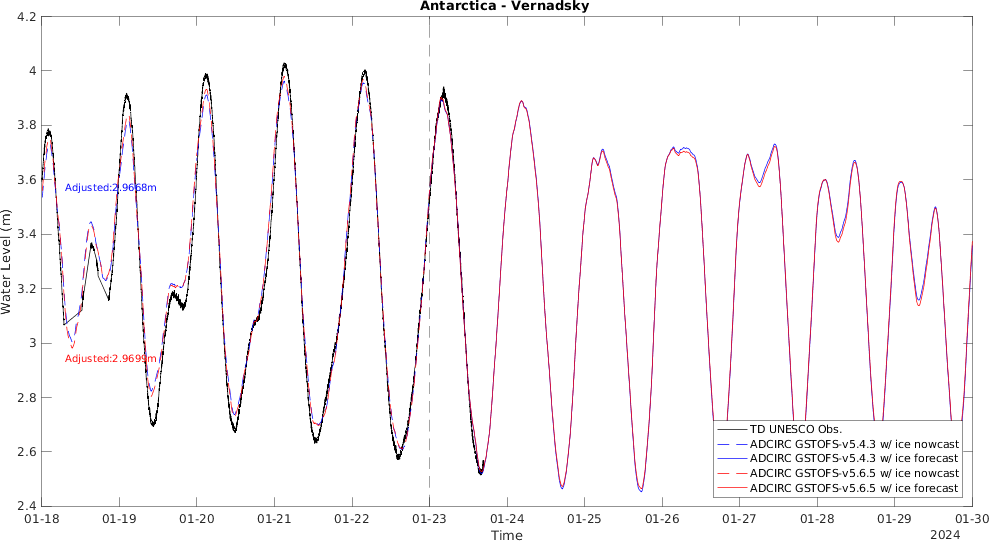 Antarctica - Vernadsky
4.2
4
3.8
3.6
3.4
3.2
3
2.8
2.6
2.4
Water Level (m)
Adjusted:2.9668m
Adjusted:2.9699m
TD UNESCO Obs.
ADCIRC GSTOFS-v5.4.3 w/ ice nowcast
ADCIRC GSTOFS-v5.4.3 w/ ice forecast
ADCIRC GSTOFS-v5.6.5 w/ ice nowcast
ADCIRC GSTOFS-v5.6.5 w/ ice forecast
01-18 01-19 01-20 01-21 01-22 01-23 01-24 01-25 01-26 01-27 01-28 01-29 01-30
Time
2024